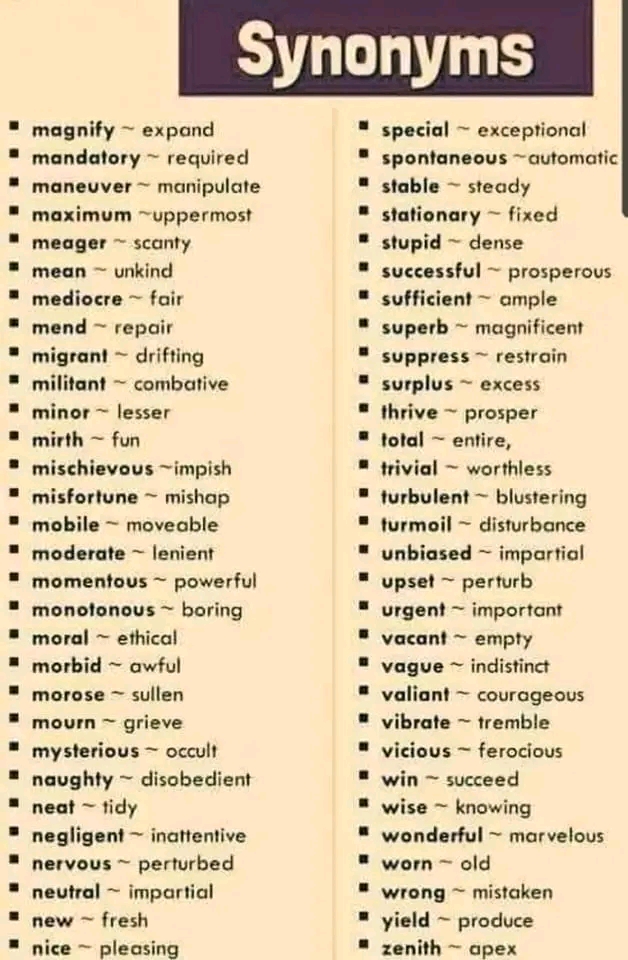 Synonyms
▪ magnify ~ expand
▪ mandatory ~ required
▪ maneuver ~ manipulate
▪ maximum ~uppermost
▪ meager ~ scanty
▪ mean ~ unkind
▪ mediocre ~ fair
▪ mend ~ repair
▪ migrant ~ drifting
▪ militant ~ combative
▪ minor ~ lesser
▪ mirth ~ fun
▪ mischievous ~impish
▪ misfortune ~ mishap
▪ mobile ~ moveable
▪ moderate ~ lenient
▪ momentous ~ powerful
▪ monotonous ~ boring
▪ moral ~ ethical
▪ morbid ~ awful
▪ morose ~ sullen
▪ mourn ~ grieve
▪ mysterious ~ occult
▪ naughty ~ disobedient
▪ neat ~ tidy
▪ negligent ~ inattentive
▪ nervous ~ perturbed
▪ neutral ~ impartial
▪ new ~ fresh
▪ nice ~ pleasing
▪ special ~ exceptional
▪ spontaneous ~automatic
▪ stable ~ steady
▪ stationary ~ fixed
▪ stupid ~ dense
▪ successful ~ prosperous
▪ sufficient ~ ample
▪ superb ~ magnificent
▪ suppress ~ restrain
▪ surplus ~ excess
▪ thrive ~ prosper
▪ total ~ entire,
▪ trivial ~ worthless
▪ turbulent ~ blustering
▪ turmoil ~ disturbance
▪ unbiased ~ impartial
▪ upset ~ perturb
▪ urgent ~ important
▪ vacant ~ empty
▪ vague ~ indistinct
▪ valiant ~ courageous
▪ vibrate ~ tremble
▪ vicious ~ ferocious
▪ win ~ succeed
▪ wise ~ knowing
▪ wonderful ~ marvelous
▪ worn ~ old
▪ wrong ~ mistaken
▪ yield ~ produce
▪ zenith ~ apex